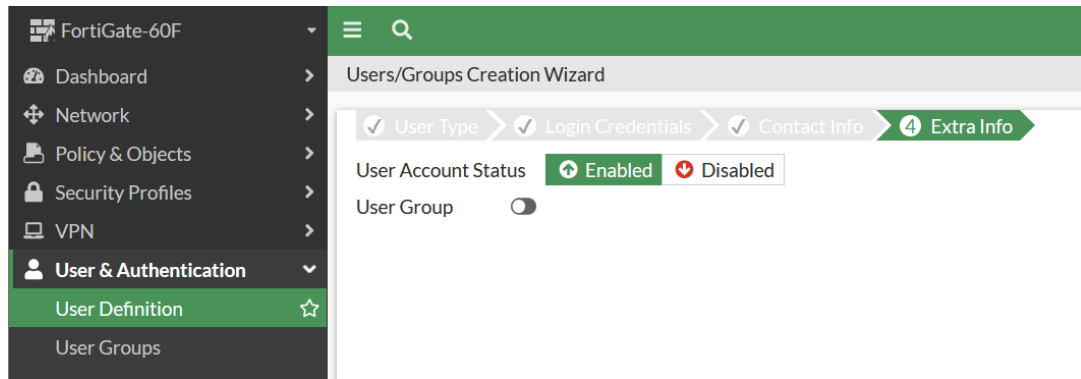 FortiGate-60F
Dashboard
Network
Policy & Objects
Security Profiles
VPN
User & Authentication
User Definition
User Groups
Users/Groups Creation Wizard
User Type Login Credentials Contact Info 4 Extra Info
User Account Status Enabled Disabled
User Group